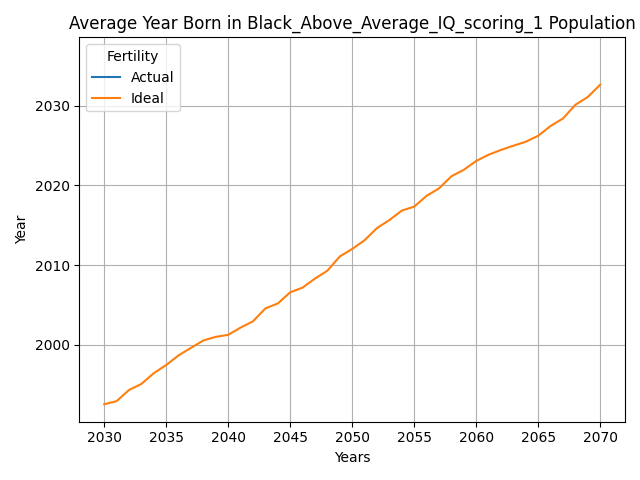 Average Year Born in Black_Above_Average_IQ_scoring_1 Population
Fertility
Actual
Ideal
2030
2020
2010
2000
Year
2030 2035 2040 2045 2050 2055 2060 2065 2070
Years